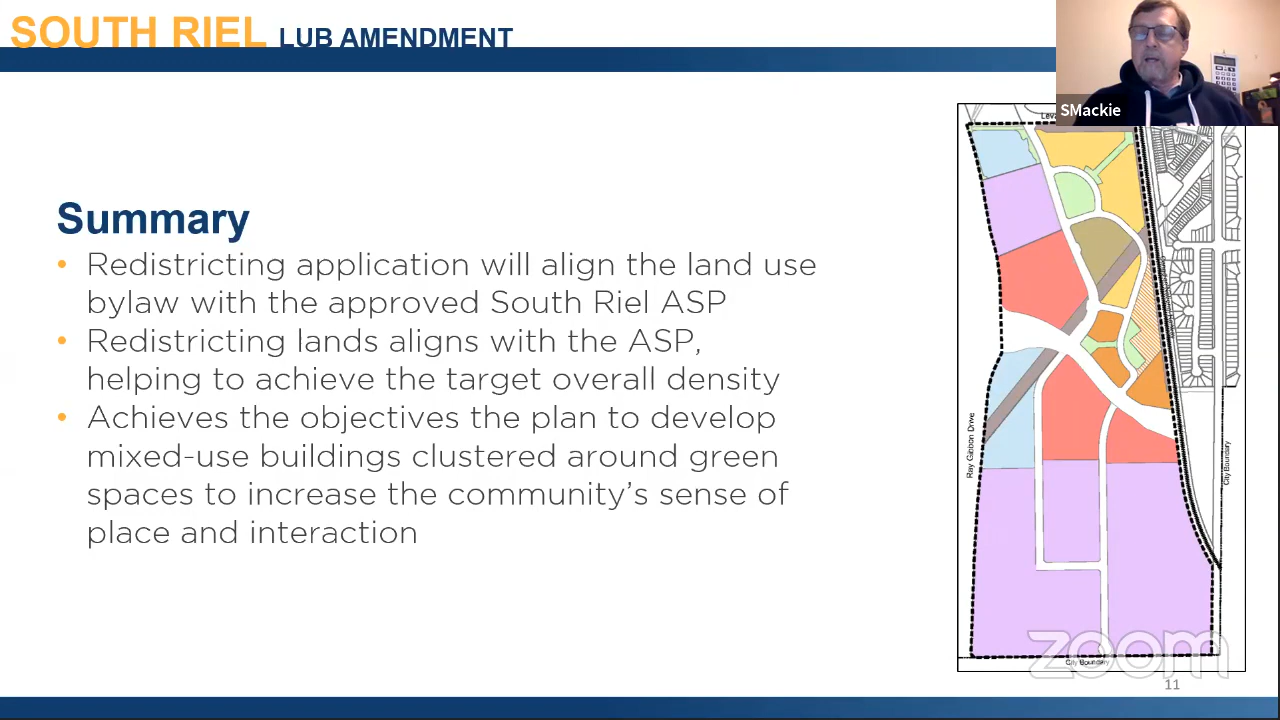 SOUTH RIEL LUB AMENDMENT
SMackie
Summary
• Redistricting application will align the land use
bylaw with the approved South Riel ASP
• Redistricting lands aligns with the ASP,
helping to achieve the target overall density
• Achieves the objectives the plan to develop
mixed-use buildings clustered around green
spaces to increase the community’s sense of
place and interaction
Ray Gibbon Drive
City Boundary
City Boundary
zoom
11